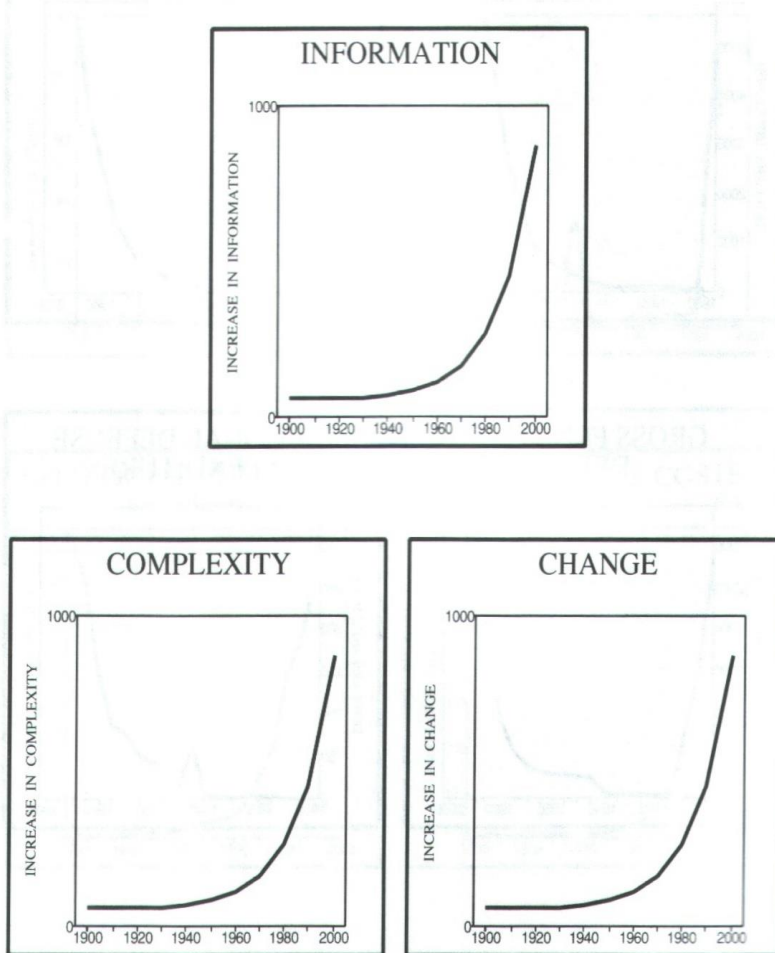 INFORMATION
1000
INCREASE IN INFORMATION
0
1900 1920 1940 1960 1980 2000
COMPLEXITY
1000
INCREASE IN COMPLEXITY
0
1900 1920 1940 1960 1980 2000
CHANGE
1000
INCREASE IN CHANGE
0
1900 1920 1940 1960 1980 2000